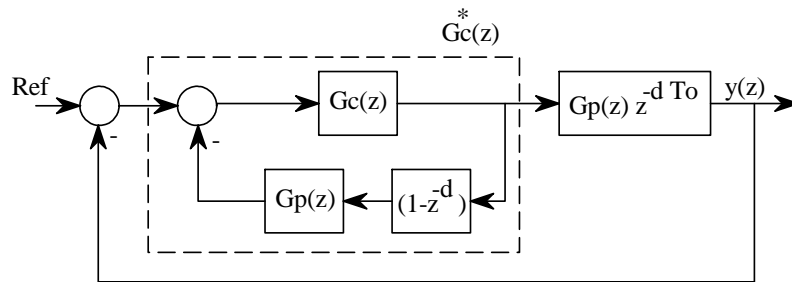 *
Gc(z)
Ref
Gc(z)
Gp(z) z-d To
y(z)
-
-
Gp(z)
(1-z-d)